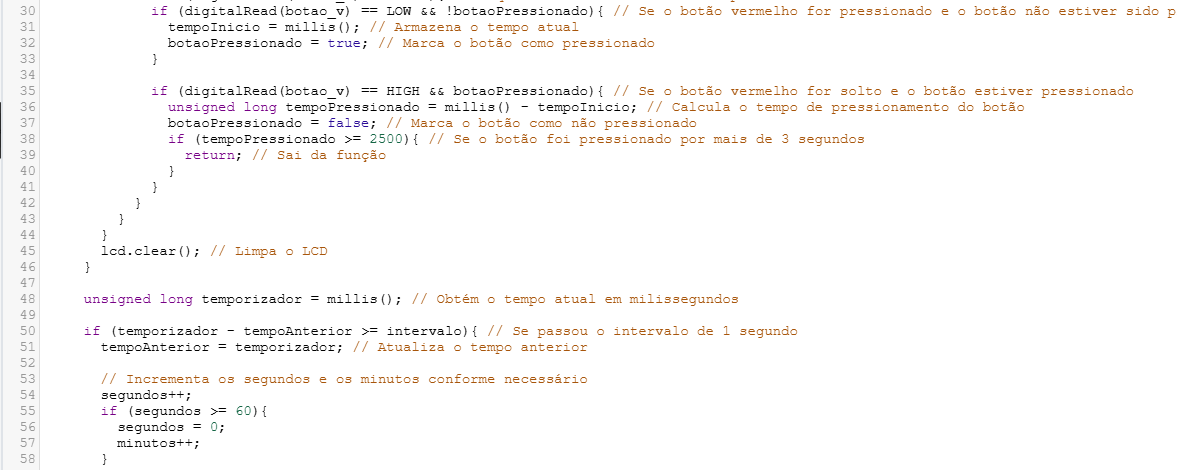 30 if (digitalRead(botao_v) == LOW && !botaoPressionado){ // Se o botão vermelho for pressionado e o botão não estiver sido p
31 tempoInicio = millis(); // Armazena o tempo atual
32 botaoPressionado = true; // Marca o botão como pressionado
33 }
34
35 if (digitalRead(botao_v) == HIGH && botaoPressionado){ // Se o botão vermelho for solto e o botão estiver pressionado
36 unsigned long tempoPressionado = millis() - tempoInicio; // Calcula o tempo de pressionamento do botão
37 botaoPressionado = false; // Marca o botão como não pressionado
38 if (tempoPressionado >= 2500){ // Se o botão foi pressionado por mais de 3 segundos
39 return; // Sai da função
40 }
41 }
42 }
43 }
44 }
45 lcd.clear(); // Limpa o LCD
46 }
47
48 unsigned long temporizador = millis(); // Obtém o tempo atual em milissegundos
49
50 if (temporizador - tempoAnterior >= intervalo){ // Se passou o intervalo de 1 segundo
51 tempoAnterior = temporizador; // Atualiza o tempo anterior
52
53 // Incrementa os segundos e os minutos conforme necessário
54 segundos++;
55 if (segundos >= 60){
56 segundos = 0;
57 minutos++;
58 }